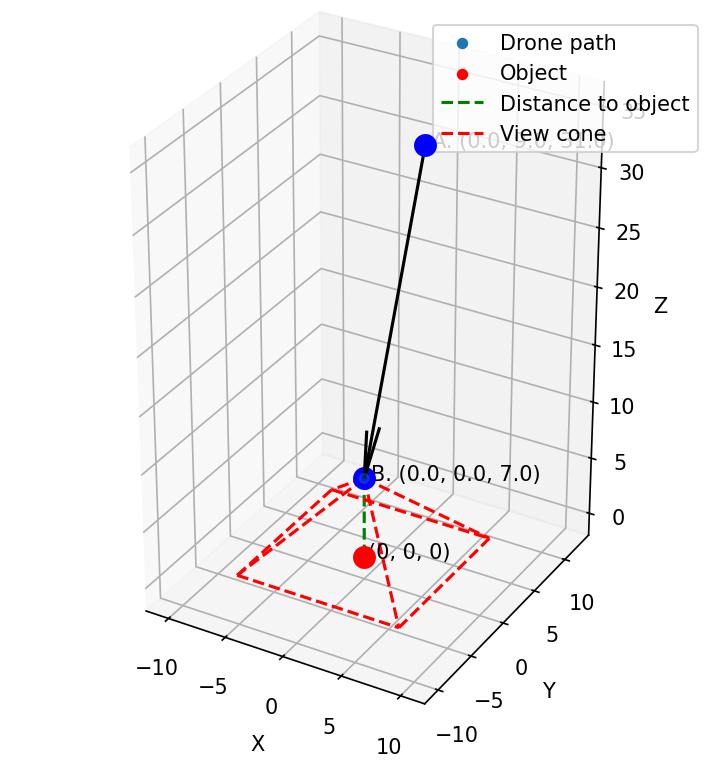 Drone path
Object
Distance to object
View cone
A. (0.0, 9.0, 31.0)
35
30
25
20
15
10
5
0
Z
B. (0.0, 0.0, 7.0)
(0, 0, 0)
−10
−5
0
5
10
X
10
5
0
−5
−10
Y